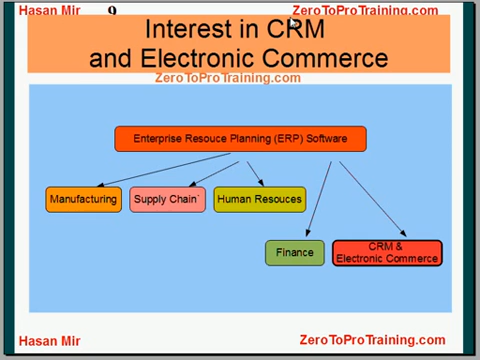 Hasan Mir
9
ZeroToProTraining.com
Interest in CRM
and Electronic Commerce
ZeroToProTraining.com
Enterprise Resouce Planning (ERP) Software
Manufacturing
Supply Chain`
Human Resouces
Finance
CRM &
Electronic Commerce
Hasan Mir
ZeroToProTraining.com